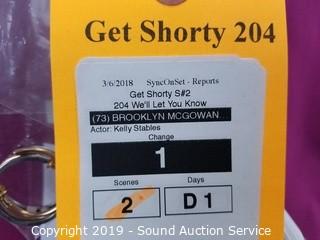 Get Shorty 204
3/6/2018 SyncOnSet - Reports
Get Shorty S#2
204 We'll Let You Know
(73) BROOKLYN MCGOWAN...
Actor: Kelly Stables
Change
1
Scenes Days
2 D 1
Copyright 2019 - Sound Auction Service